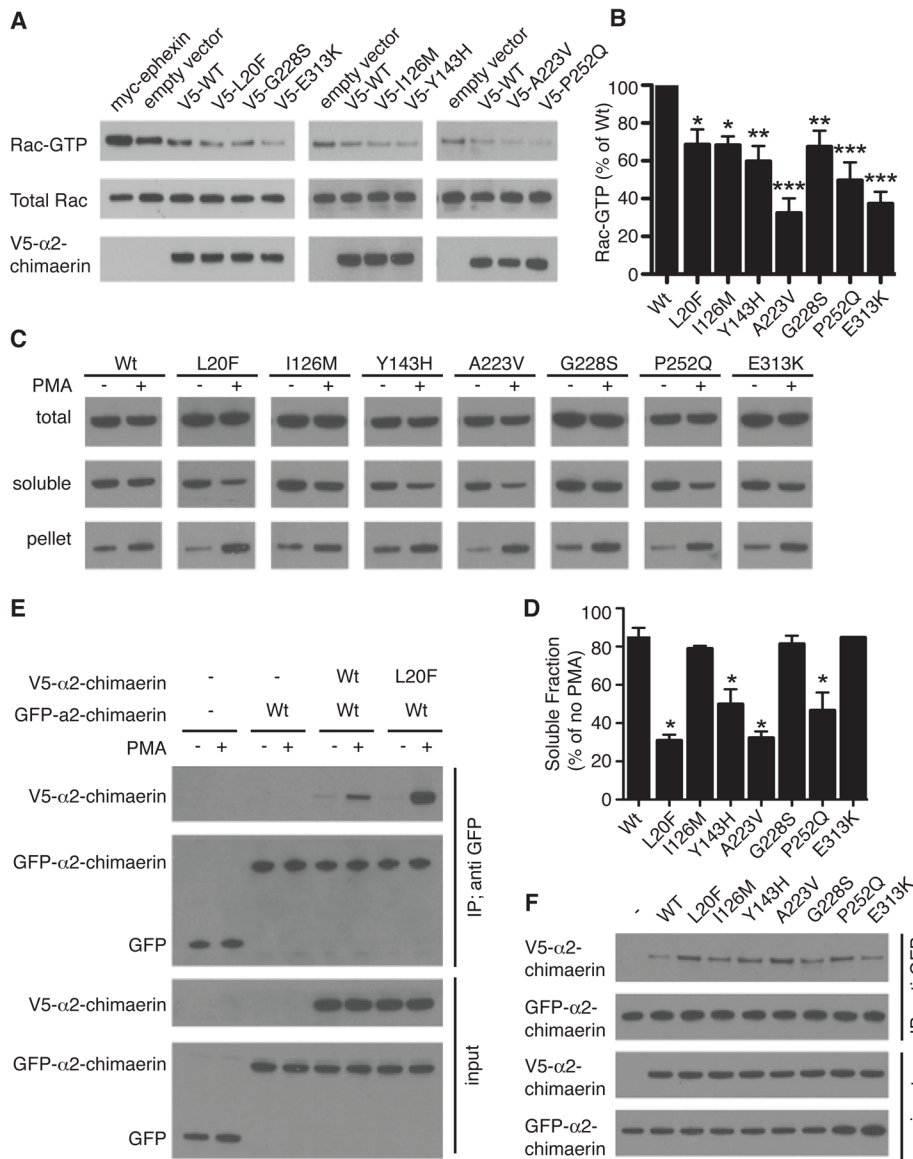 A
myc-ephexin
empty vector
V5-WT
V5-L20F
V5-G228S
V5-E313K
empty vector
V5-WT
V5-I126M
V5-Y143H
empty vector
V5-WT
V5-A223V
V5-P252Q
Rac-GTP
Total Rac
V5-α2-
chimaerin
B
Rac-GTP (% of Wt)
100
80
60
40
20
0
* * ** *** ** *** ***
Wt
L20F
I126M
Y143H
A223V
G228S
P252Q
E313K
C
Wt L20F I126M Y143H A223V G228S P252Q E313K
PMA - + - + - + - + - + - + - + - +
total
soluble
pellet
E
V5-α2-chimaerin - - Wt L20F
GFP-a2-chimaerin - Wt Wt Wt
PMA - + - + - + - +
V5-α2-chimaerin
GFP-α2-chimaerin
GFP
IP; anti GFP
V5-α2-chimaerin
GFP-α2-chimaerin
GFP
input
D
Soluble Fraction
(% of no PMA)
100
80
60
40
20
0
* * * *
Wt
L20F
I126M
Y143H
A223V
G228S
P252Q
E313K
F
-
WT
L20F
I126M
Y143H
A223V
G228S
P252Q
E313K
V5-α2-
chimaerin
GFP-α2-
chimaerin
V5-α2-
chimaerin
GFP-α2-
chimaerin